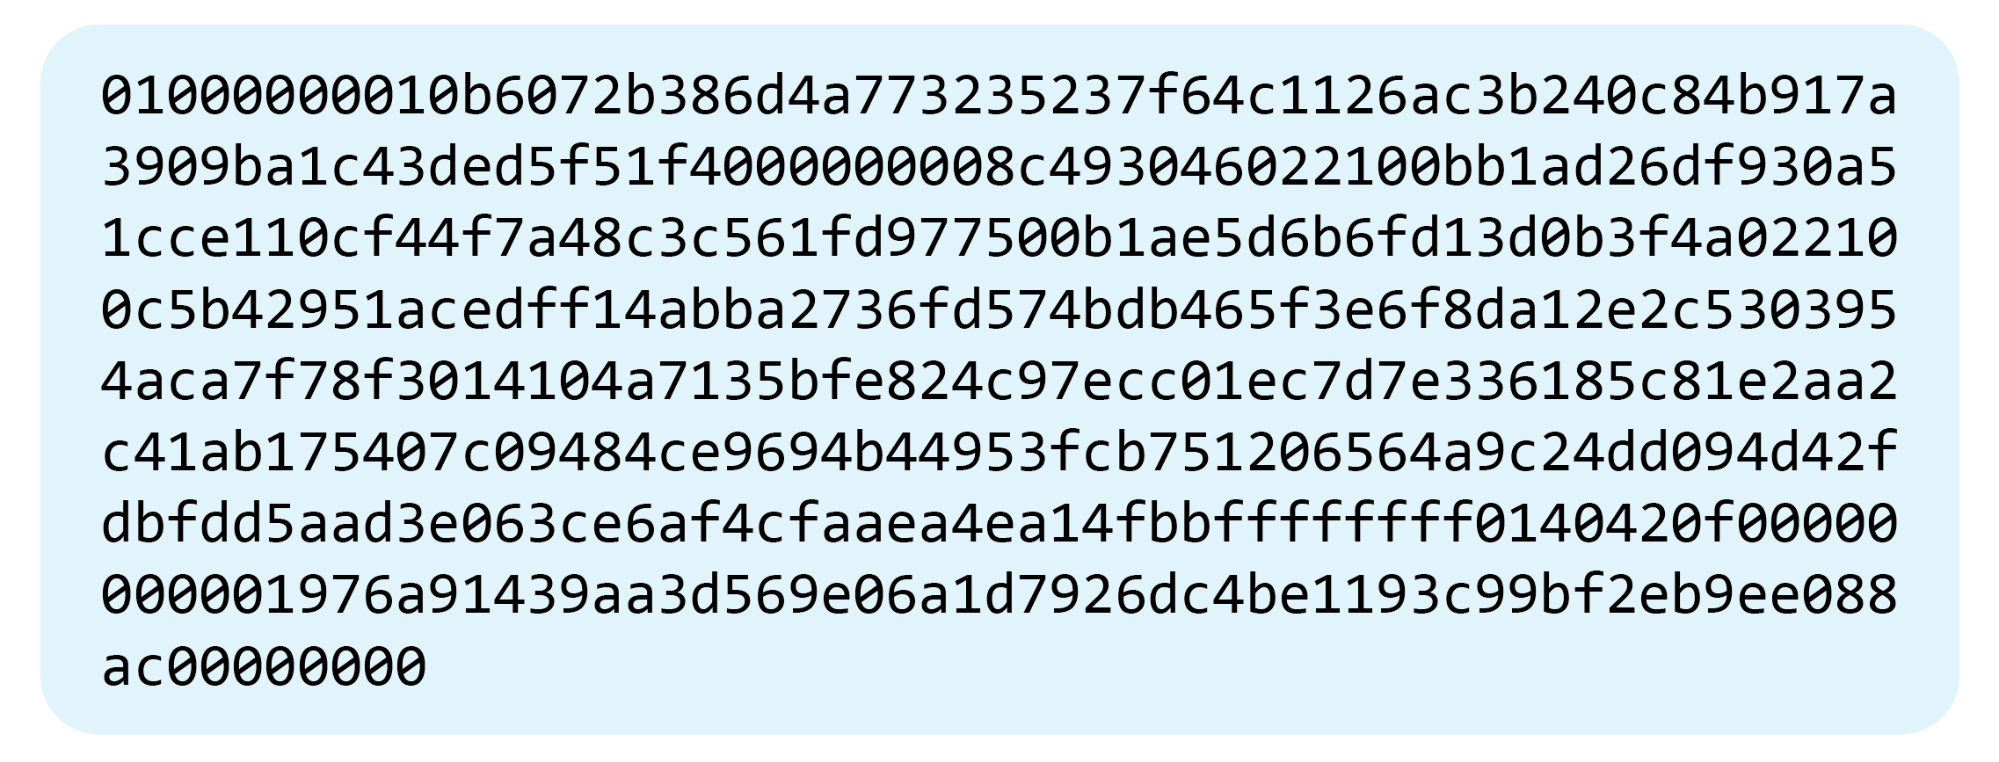 01000000010b6072b386d4a773235237f64c1126ac3b240c84b917a
3909ba1c43ded5f51f4000000008c493046022100bb1ad26df930a5
1cce110cf44f7a48c3c561fd977500b1ae5d6b6fd13d0b3f4a02210
0c5b42951acedff14abba2736fd574bdb465f3e6f8da12e2c530395
4aca7f78f3014104a7135bfe824c97ecc01ec7d7e336185c81e2aa2
c41ab175407c09484ce9694b44953fcb751206564a9c24dd094d42f
dbfdd5aad3e063ce6af4cfaaea4ea14fbbffffffff0140420f00000
000001976a91439aa3d569e06a1d7926dc4be1193c99bf2eb9ee088
ac00000000